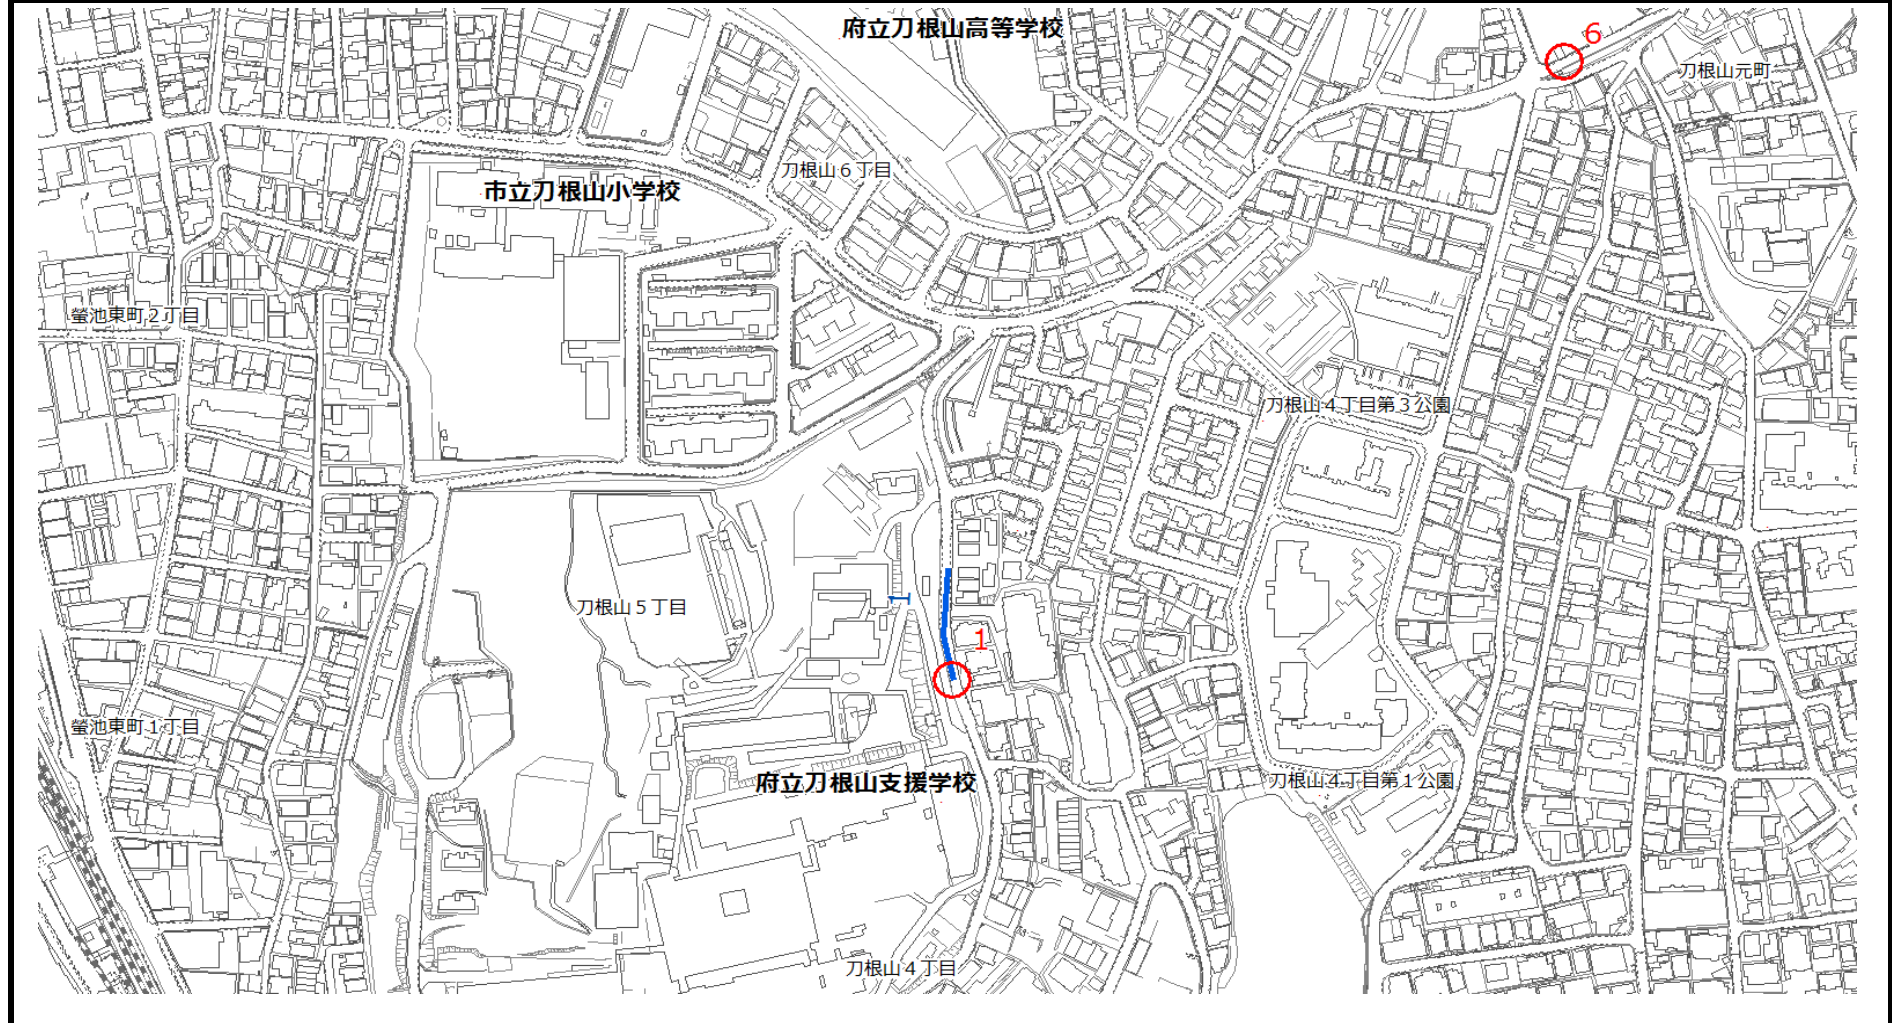 府立刀根山高等学校
6
刀根山元町
刀根山６丁目
市立刀根山小学校
螢池東町２丁目
刀根山４丁目第３公園
刀根山５丁目
1
螢池東町１丁目
府立刀根山支援学校
刀根山４丁目第１公園
刀根山４丁目